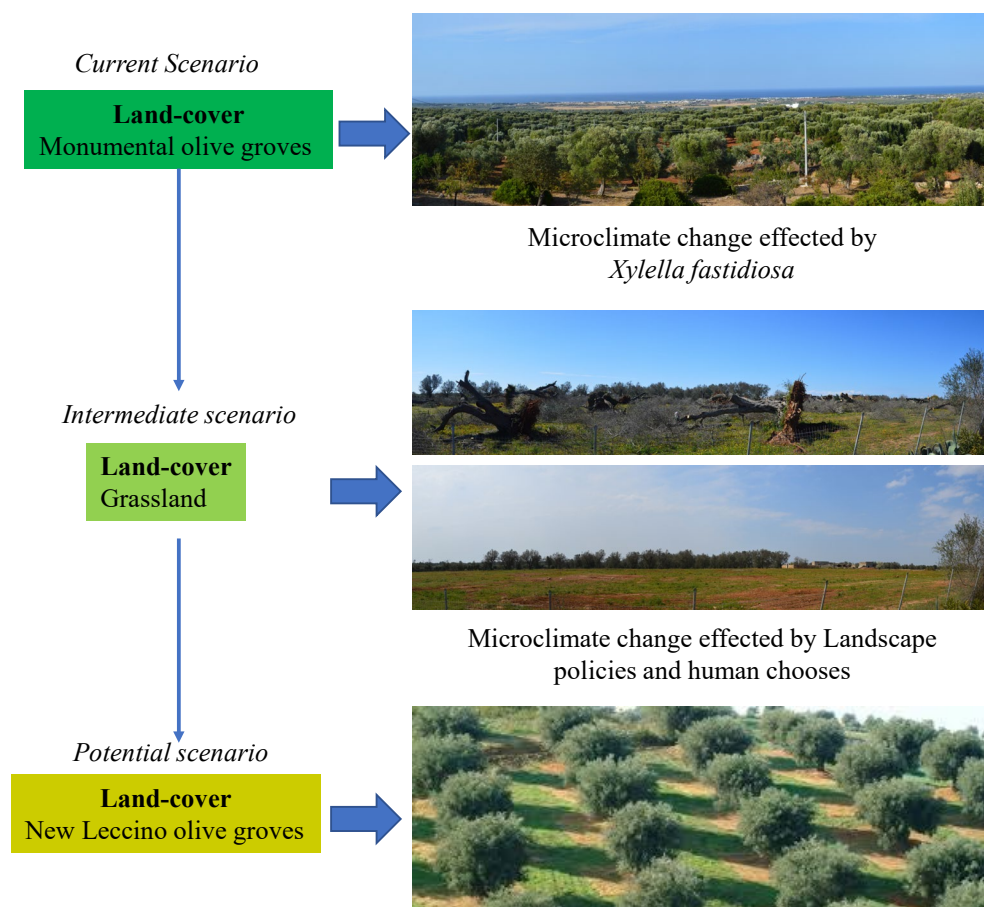 Current Scenario
Land-cover
Monumental olive groves
Microclimate change effected by
Xylella fastidiosa
Intermediate scenario
Land-cover
Grassland
Microclimate change effected by Landscape
policies and human chooses
Potential scenario
Land-cover
New Leccino olive groves